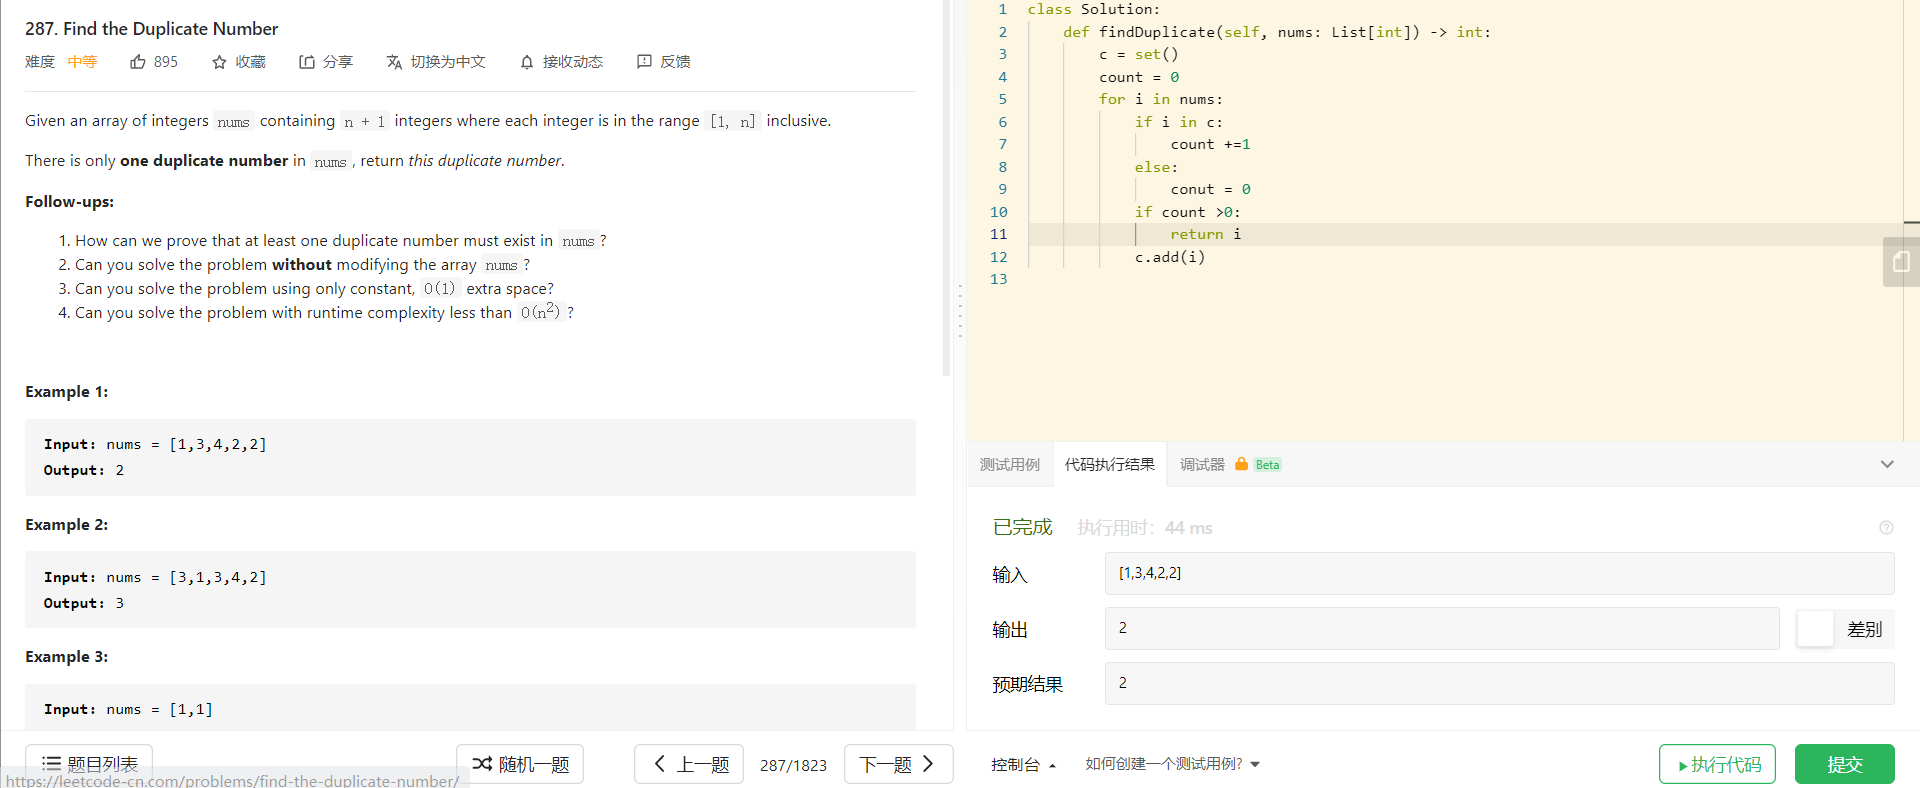 287. Find the Duplicate Number
难度 中等 895 收藏 分享 切换为中文 接收动态 反馈
Given an array of integers nums containing n + 1 integers where each integer is in the range [1, n] inclusive.
There is only one duplicate number in nums, return this duplicate number.
Follow-ups:
1. How can we prove that at least one duplicate number must exist in nums?
2. Can you solve the problem without modifying the array nums?
3. Can you solve the problem using only constant, O(1) extra space?
4. Can you solve the problem with runtime complexity less than O(n²)?
Example 1:
Input: nums = [1,3,4,2,2]
Output: 2
Example 2:
Input: nums = [3,1,3,4,2]
Output: 3
Example 3:
Input: nums = [1,1]
题目列表 随机一题 上一题 287/1823 下一题
https://leetcode-cn.com/problems/find-the-duplicate-number/
1 class Solution:
2 def findDuplicate(self, nums: List[int]) -> int:
3 c = set()
4 count = 0
5 for i in nums:
6 if i in c:
7 count +=1
8 else:
9 conut = 0
10 if count >0:
11 return i
12 c.add(i)
13
测试用例 代码执行结果 调试器 Beta
已完成 执行用时: 44 ms
输入 [1,3,4,2,2]
输出 2 差别
预期结果 2
控制台 如何创建一个测试用例? 执行代码 提交